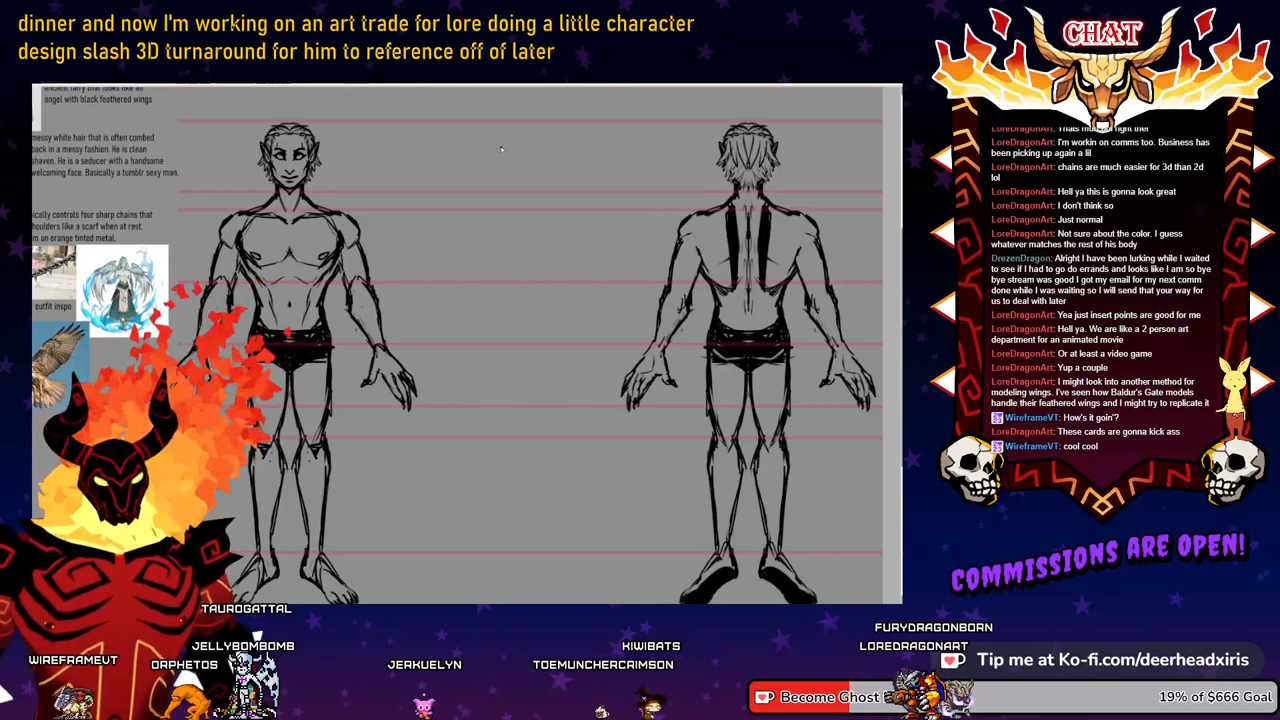 dinner and now I'm working on an art trade for lore doing a little character
design slash 3D turnaround for him to reference off of later
CHAT
ancient fairy that looks like an
angel with black feathered wings
messy white hair that is often combed
back in a messy fashion. He is clean
shaven. He is a seducer with a handsome
welcoming face. Basically a tumblr sexy man.
ically controls four sharp chains that
houlders like a scarf when at rest.
m an orange tinted metal.
outfit inspo
LoreDragonArt: Thats right ther
LoreDragonArt: I'm workin on comms too. Business has
been picking up again a lil
LoreDragonArt: chains are much easier for 3d than 2d
lol
LoreDragonArt: Hell ya this is gonna look great
LoreDragonArt: I don't think so
LoreDragonArt: Just normal
LoreDragonArt: Not sure about the color. I guess
whatever matches the rest of his body
DrezenDragon: Alright I have been lurking while I waited
to see if I had to go do errands and looks like I am so bye
bye stream was good I got my email for my next comm
done while I was waiting so I will send that your way for
us to deal with later
LoreDragonArt: Yea just insert points are good for me
LoreDragonArt: Hell ya. We are like a 2 person art
department for an animated movie
LoreDragonArt: Or at least a video game
LoreDragonArt: Yup a couple
LoreDragonArt: I might look into another method for
modeling wings. I've seen how Baldur's Gate models
handle their feathered wings and I might try to replicate it
WireframeVT: How's it goin'?
LoreDragonArt: These cards are gonna kick ass
WireframeVT: cool cool
COMMISSIONS ARE OPEN!
TAUROGATTAL
FURYDRAGONBORN
JELLYBOMBOMB
KIWIBATS
LOREDRAGONART
WIREFRAMEVT
ORPHETOS
JERKUELYN
TOEMUNCHERCRIMSON
Tip me at Ko-fi.com/deerheadxiris
Become Ghost
19% of $666 Goal